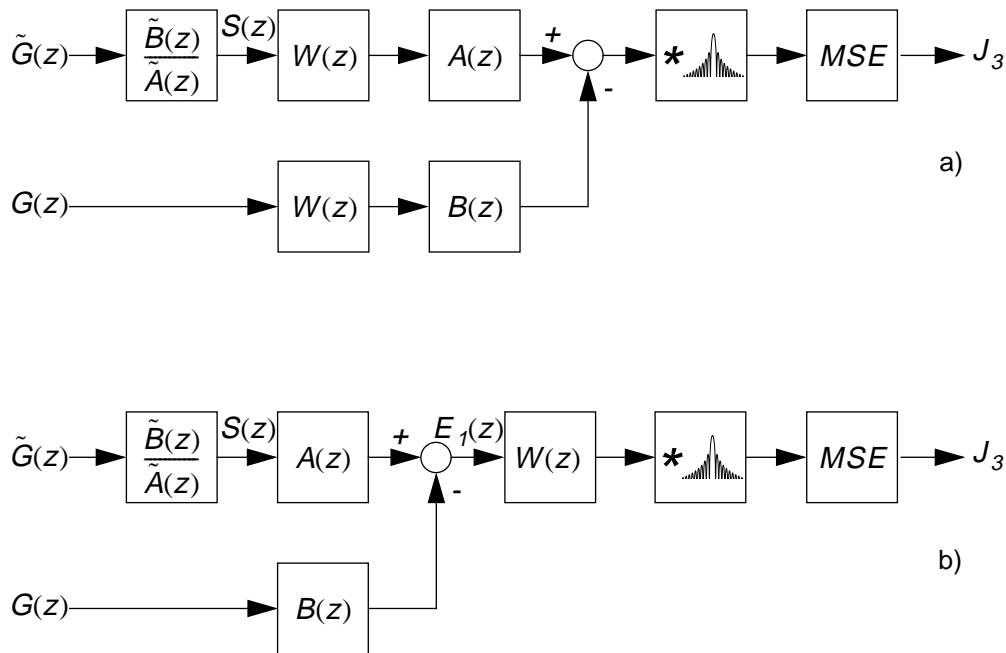 G̃(z) B̃(z) / Ã(z) S(z) W(z) A(z) + * MSE J₃
-
a)
G(z) W(z) B(z)
G̃(z) B̃(z) / Ã(z) S(z) A(z) + E₁(z) W(z) * MSE J₃
-
b)
G(z) B(z)